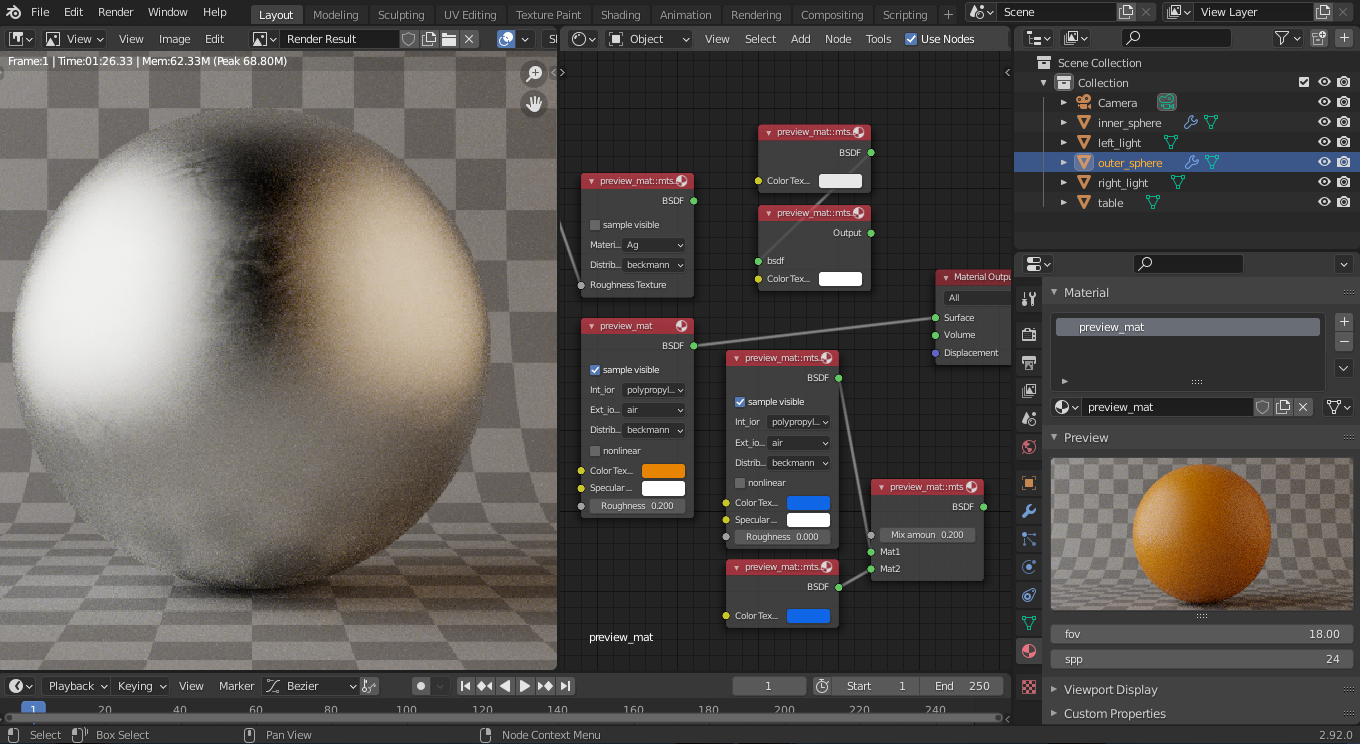 File Edit Render Window Help Layout Modeling Sculpting UV Editing Texture Paint Shading Animation Rendering Compositing Scripting + Scene View Layer
View View Image Edit Render Result Object View Select Add Node Tools Use Nodes
Frame:1 | Time:01:26.33 | Mem:62.33M (Peak 68.80M)
preview_mat::mts..
BSDF
sample visible
Materi... Ag
Distrib... beckmann
Roughness Texture
preview_mat::mts..
BSDF
Color Tex...
preview_mat::mts..
Output
bsdf
Color Tex...
preview_mat
BSDF
sample visible
Int_ior polypropyl...
Ext_io... air
Distrib... beckmann
nonlinear
Color Tex...
Specular ...
Roughness 0.200
preview_mat::mts..
BSDF
sample visible
Int_ior polypropyl...
Ext_io... air
Distrib... beckmann
nonlinear
Color Tex...
Specular ...
Roughness 0.000
preview_mat::mts..
BSDF
Color Tex...
Material Outpu
All
Surface
Volume
Displacement
preview_mat::mts
BSDF
Mix amoun 0.200
Mat1
Mat2
preview_mat
Scene Collection
Collection
Camera
inner_sphere
left_light
outer_sphere
right_light
table
Material
preview_mat
preview_mat
Preview
fov 18.00
spp 24
Viewport Display
Custom Properties
Playback Keying View Marker Bezier 1 Start 1 End 250
1 20 40 60 80 100 120 140 160 180 200 220 240
Select Box Select Pan View Node Context Menu 2.92.0